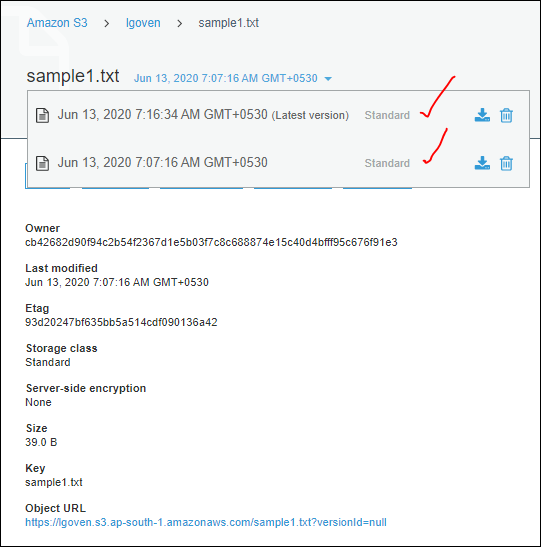 Amazon S3 > lgoven > sample1.txt
sample1.txt Jun 13, 2020 7:07:16 AM GMT+0530
Jun 13, 2020 7:16:34 AM GMT+0530 (Latest version) Standard
Jun 13, 2020 7:07:16 AM GMT+0530 Standard
Owner
cb42682d90f94c2b54f2367d1e5b03f7c8c688874e15c40d4bfff95c676f91e3
Last modified
Jun 13, 2020 7:07:16 AM GMT+0530
Etag
93d20247bf635bb5a514cdf090136a42
Storage class
Standard
Server-side encryption
None
Size
39.0 B
Key
sample1.txt
Object URL
https://lgoven.s3.ap-south-1.amazonaws.com/sample1.txt?versionId=null